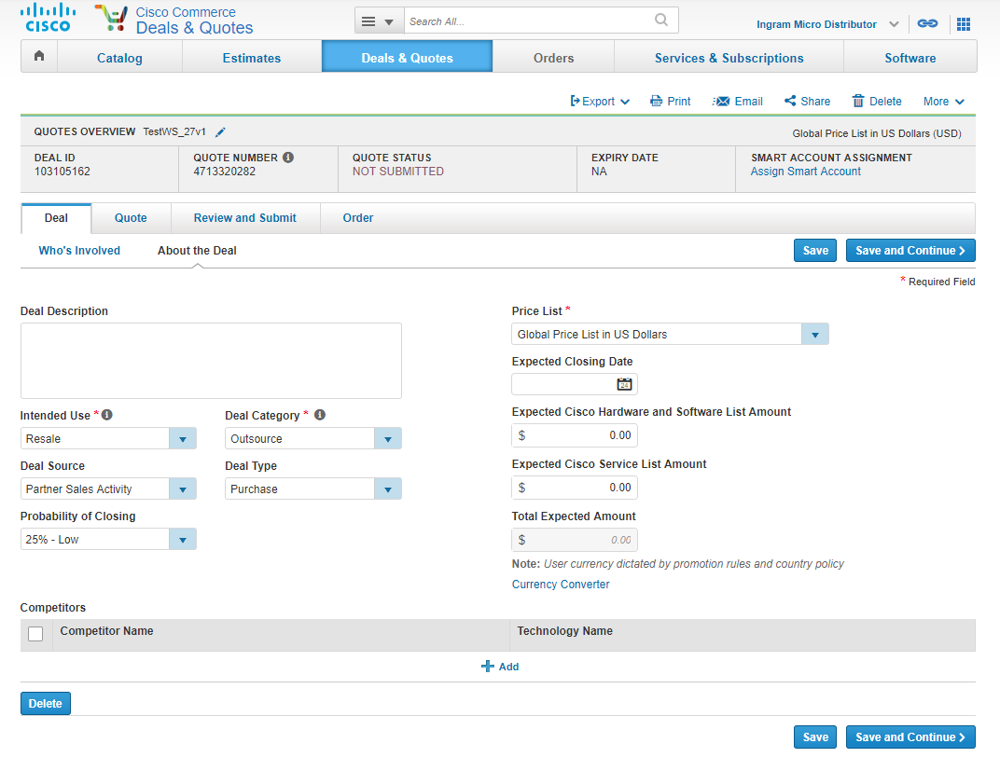 CISCO
Cisco Commerce
Deals & Quotes
Search All...
Ingram Micro Distributor
Catalog Estimates Deals & Quotes Orders Services & Subscriptions Software
Export Print Email Share Delete More
QUOTES OVERVIEW TestWS_27v1 Global Price List in US Dollars (USD)
DEAL ID QUOTE NUMBER QUOTE STATUS EXPIRY DATE SMART ACCOUNT ASSIGNMENT
103105162 4713320282 NOT SUBMITTED NA Assign Smart Account
Deal Quote Review and Submit Order
Who's Involved About the Deal Save Save and Continue
* Required Field
Deal Description
Price List *
Global Price List in US Dollars
Expected Closing Date
24
Intended Use * Deal Category * Expected Cisco Hardware and Software List Amount
Resale Outsource $ 0.00
Deal Source Deal Type Expected Cisco Service List Amount
Partner Sales Activity Purchase $ 0.00
Probability of Closing Total Expected Amount
25% - Low $ 0.00
Note: User currency dictated by promotion rules and country policy
Currency Converter
Competitors
Competitor Name Technology Name
Add
Delete
Save Save and Continue